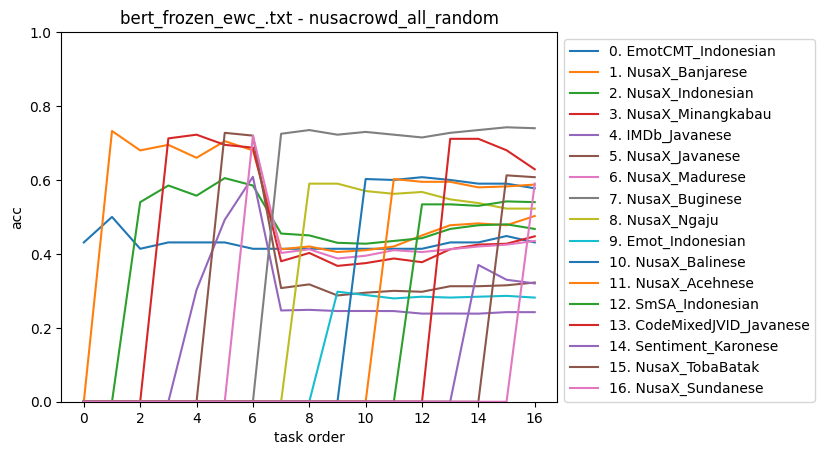 bert_frozen_ewc_.txt - nusacrowd_all_random
acc
1.0
0.8
0.6
0.4
0.2
0.0
0 2 4 6 8 10 12 14 16
task order
0. EmotCMT_Indonesian
1. NusaX_Banjarese
2. NusaX_Indonesian
3. NusaX_Minangkabau
4. IMDb_Javanese
5. NusaX_Javanese
6. NusaX_Madurese
7. NusaX_Buginese
8. NusaX_Ngaju
9. Emot_Indonesian
10. NusaX_Balinese
11. NusaX_Acehnese
12. SmSA_Indonesian
13. CodeMixedJVID_Javanese
14. Sentiment_Karonese
15. NusaX_TobaBatak
16. NusaX_Sundanese